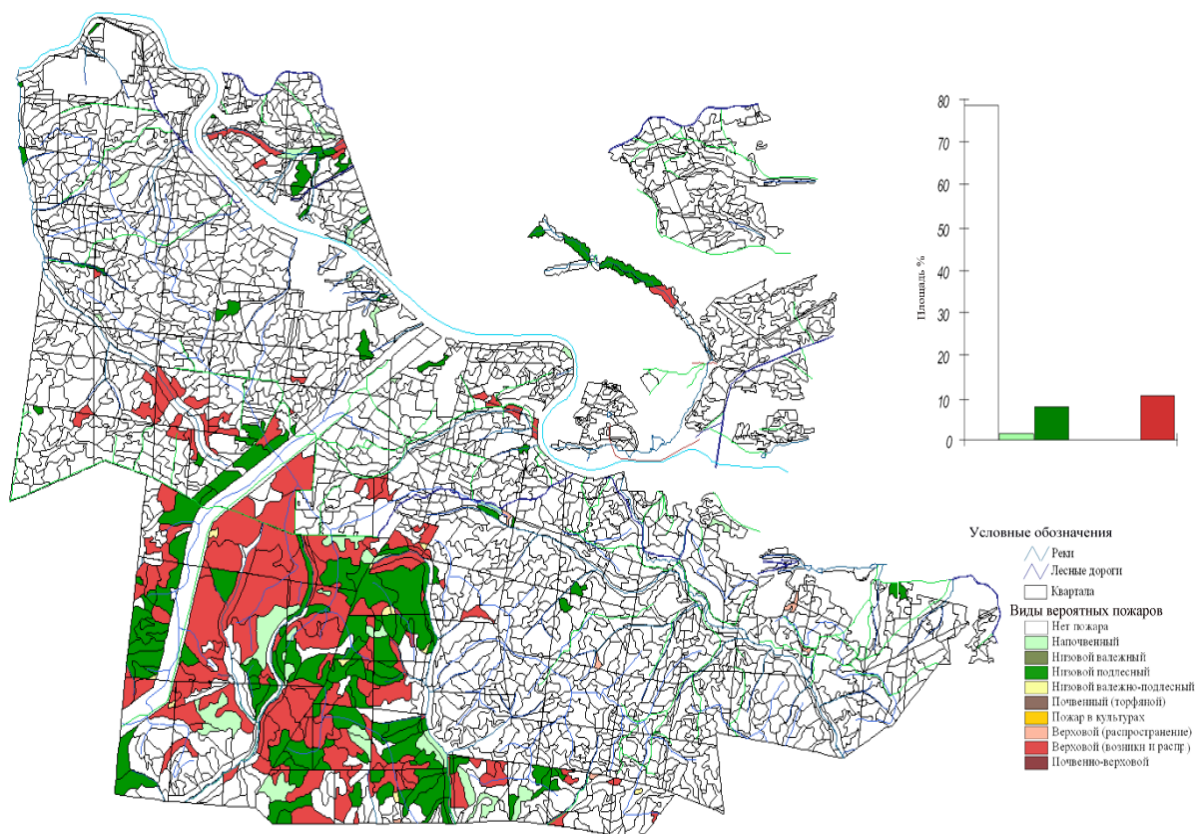 80
70
60
50
40
30
20
10
0
Площадь %
Условные обозначения
Реки
Лесные дороги
Квартала
Виды вероятных пожаров
Нет пожара
Напочвенный
Низовой валежный
Низовой подлесный
Низовой валежно-подлесный
Почвенный (торфяной)
Пожар в культурах
Верховой (распространение)
Верховой (возникн и распр.)
Почвенно-верховой